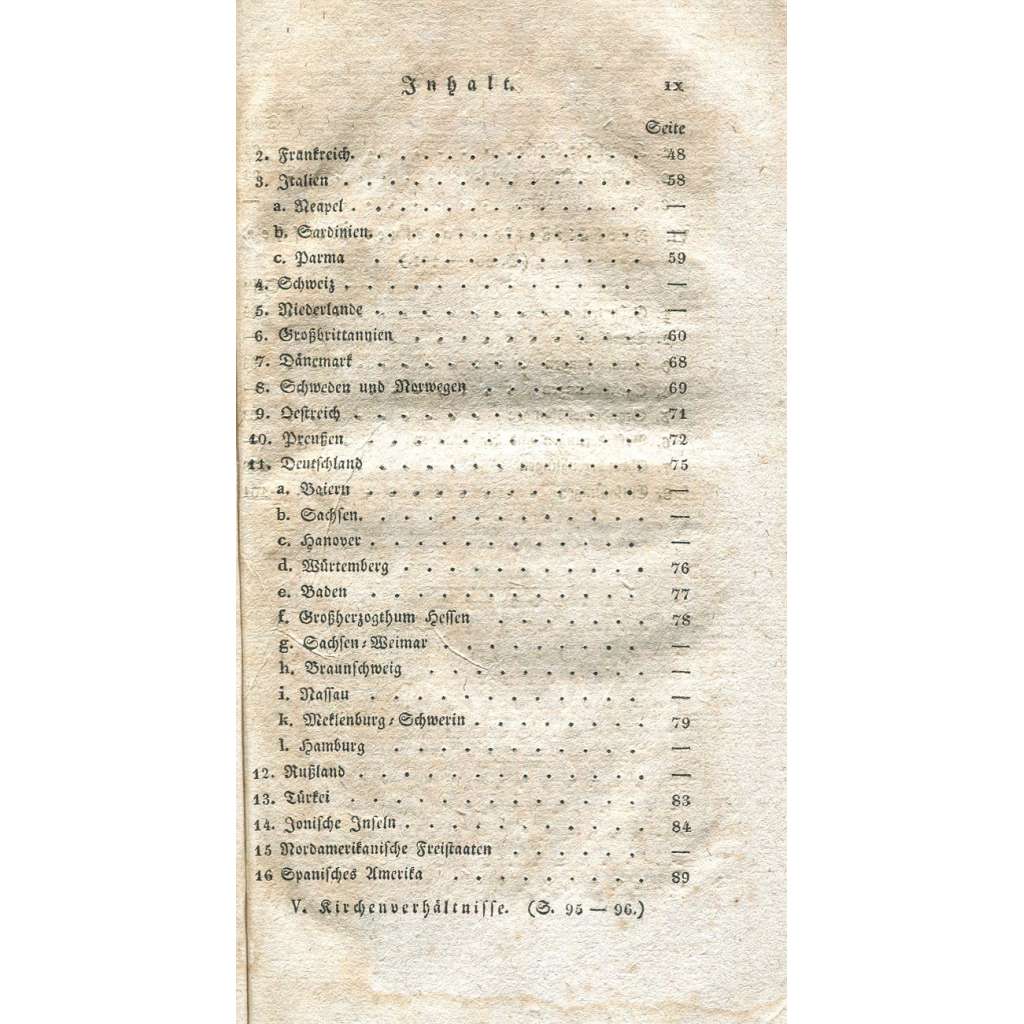 Inhalt. IX
Seite
2. Frankreich. . . . . . . . . . . . . . 48
3. Italien . . . . . . . . . . . . . . 58
a. Neapel . . . . . . . . . . . . . —
b. Sardinien. . . . . . . . . . . . —
c. Parma . . . . . . . . . . . . 59
4. Schweiz . . . . . . . . . . . . . —
5. Niederlande . . . . . . . . . . . . —
6. Großbrittannien . . . . . . . . . . 60
7. Dänemark . . . . . . . . . . . . 68
8. Schweden und Norwegen . . . . . . . 69
9. Oestreich . . . . . . . . . . . . . 71
10. Preußen . . . . . . . . . . . . 72
11. Deutschland . . . . . . . . . . . 75
a. Baiern . . . . . . . . . . . . —
b. Sachsen. . . . . . . . . . . . —
c. Hanover . . . . . . . . . . . . —
d. Würtemberg . . . . . . . . . . 76
e. Baden . . . . . . . . . . . . 77
f. Großherzogthum Hessen . . . . . . . 78
g. Sachsen-Weimar . . . . . . . . . —
h. Braunschweig . . . . . . . . . . —
i. Nassau . . . . . . . . . . . . —
k. Meklenburg-Schwerin . . . . . . . . 79
l. Hamburg . . . . . . . . . . . —
12. Rußland . . . . . . . . . . . . . —
13. Türkei . . . . . . . . . . . . . 83
14. Jonische Inseln . . . . . . . . . . . 84
15 Nordamerikanische Freistaaten . . . . . . —
16 Spanisches Amerika . . . . . . . . . 89
V. Kirchenverhältnisse. (S. 95 — 96.)